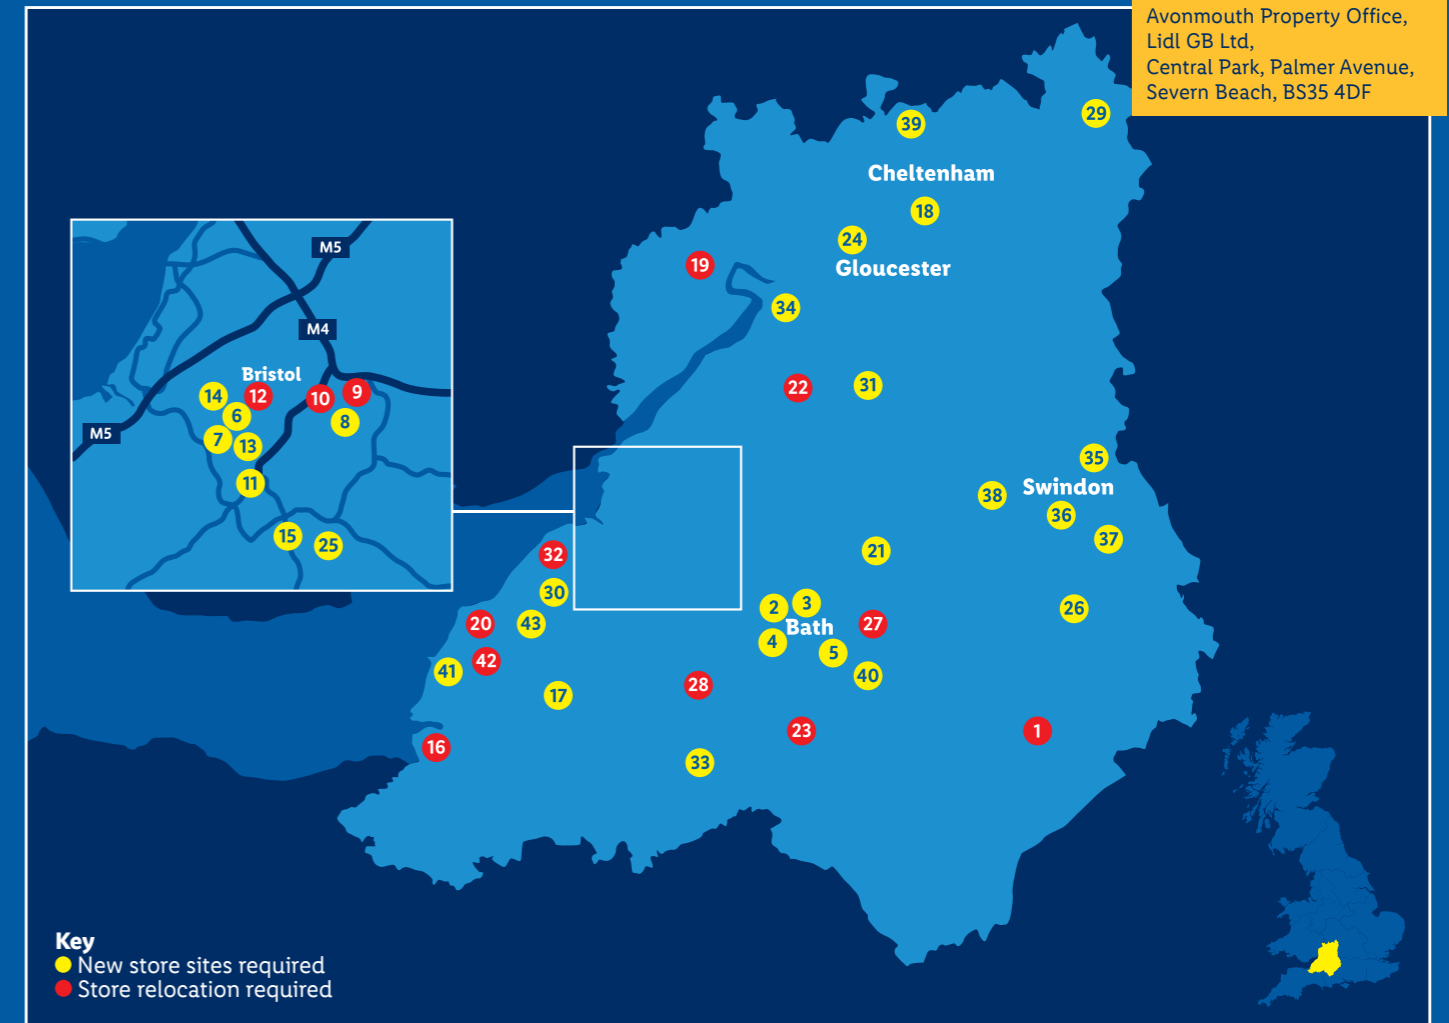 Avonmouth Property Office,
Lidl GB Ltd,
Central Park, Palmer Avenue,
Severn Beach, BS35 4DF
29
39
Cheltenham
18
24
Gloucester
19
34
22
31
M5
M4
Bristol
14
12
10
9
6
8
M5
7
13
11
15
25
35
Swindon
38
36
37
32
21
30
2
3
26
20
43
Bath
27
4
5
42
41
40
28
17
23
1
16
33
Key
New store sites required
Store relocation required